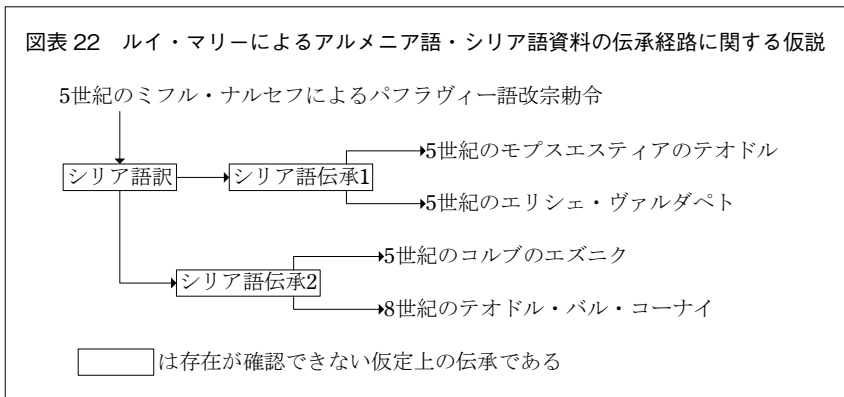 図表 22　ルイ・マリーによるアルメニア語・シリア語資料の伝承経路に関する仮説
5世紀のミフル・ナルセフによるパフラヴィー語改宗勅令
5世紀のモプスエスティアのテオドル
シリア語訳
シリア語伝承1
5世紀のエリシェ・ヴァルダペト
5世紀のコルブのエズニク
シリア語伝承2
8世紀のテオドル・バル・コーナイ
は存在が確認できない仮定上の伝承である